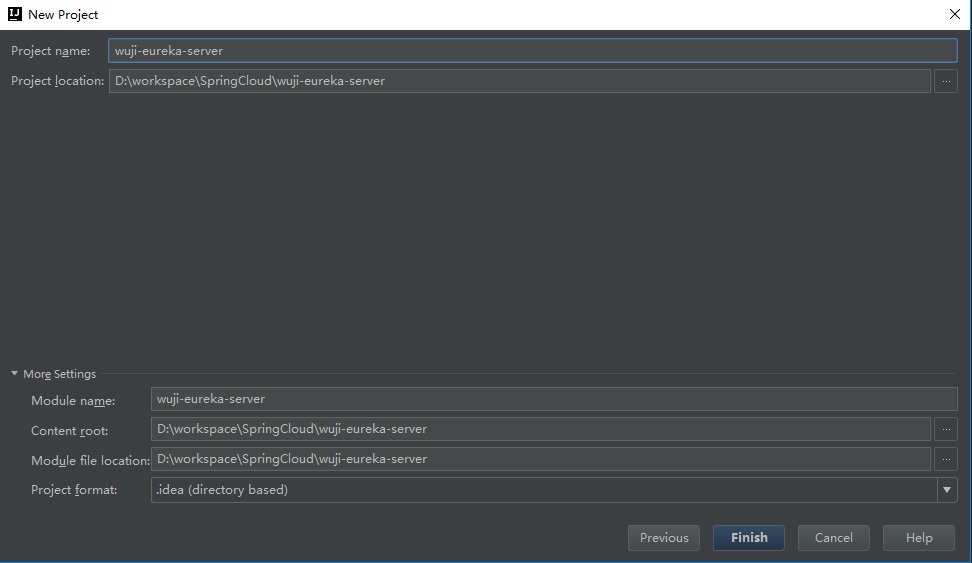 IJ New Project
Project name: wuji-eureka-server
Project location: D:\workspace\SpringCloud\wuji-eureka-server ...
More Settings
Module name: wuji-eureka-server
Content root: D:\workspace\SpringCloud\wuji-eureka-server ...
Module file location: D:\workspace\SpringCloud\wuji-eureka-server ...
Project format: .idea (directory based)
Previous Finish Cancel Help